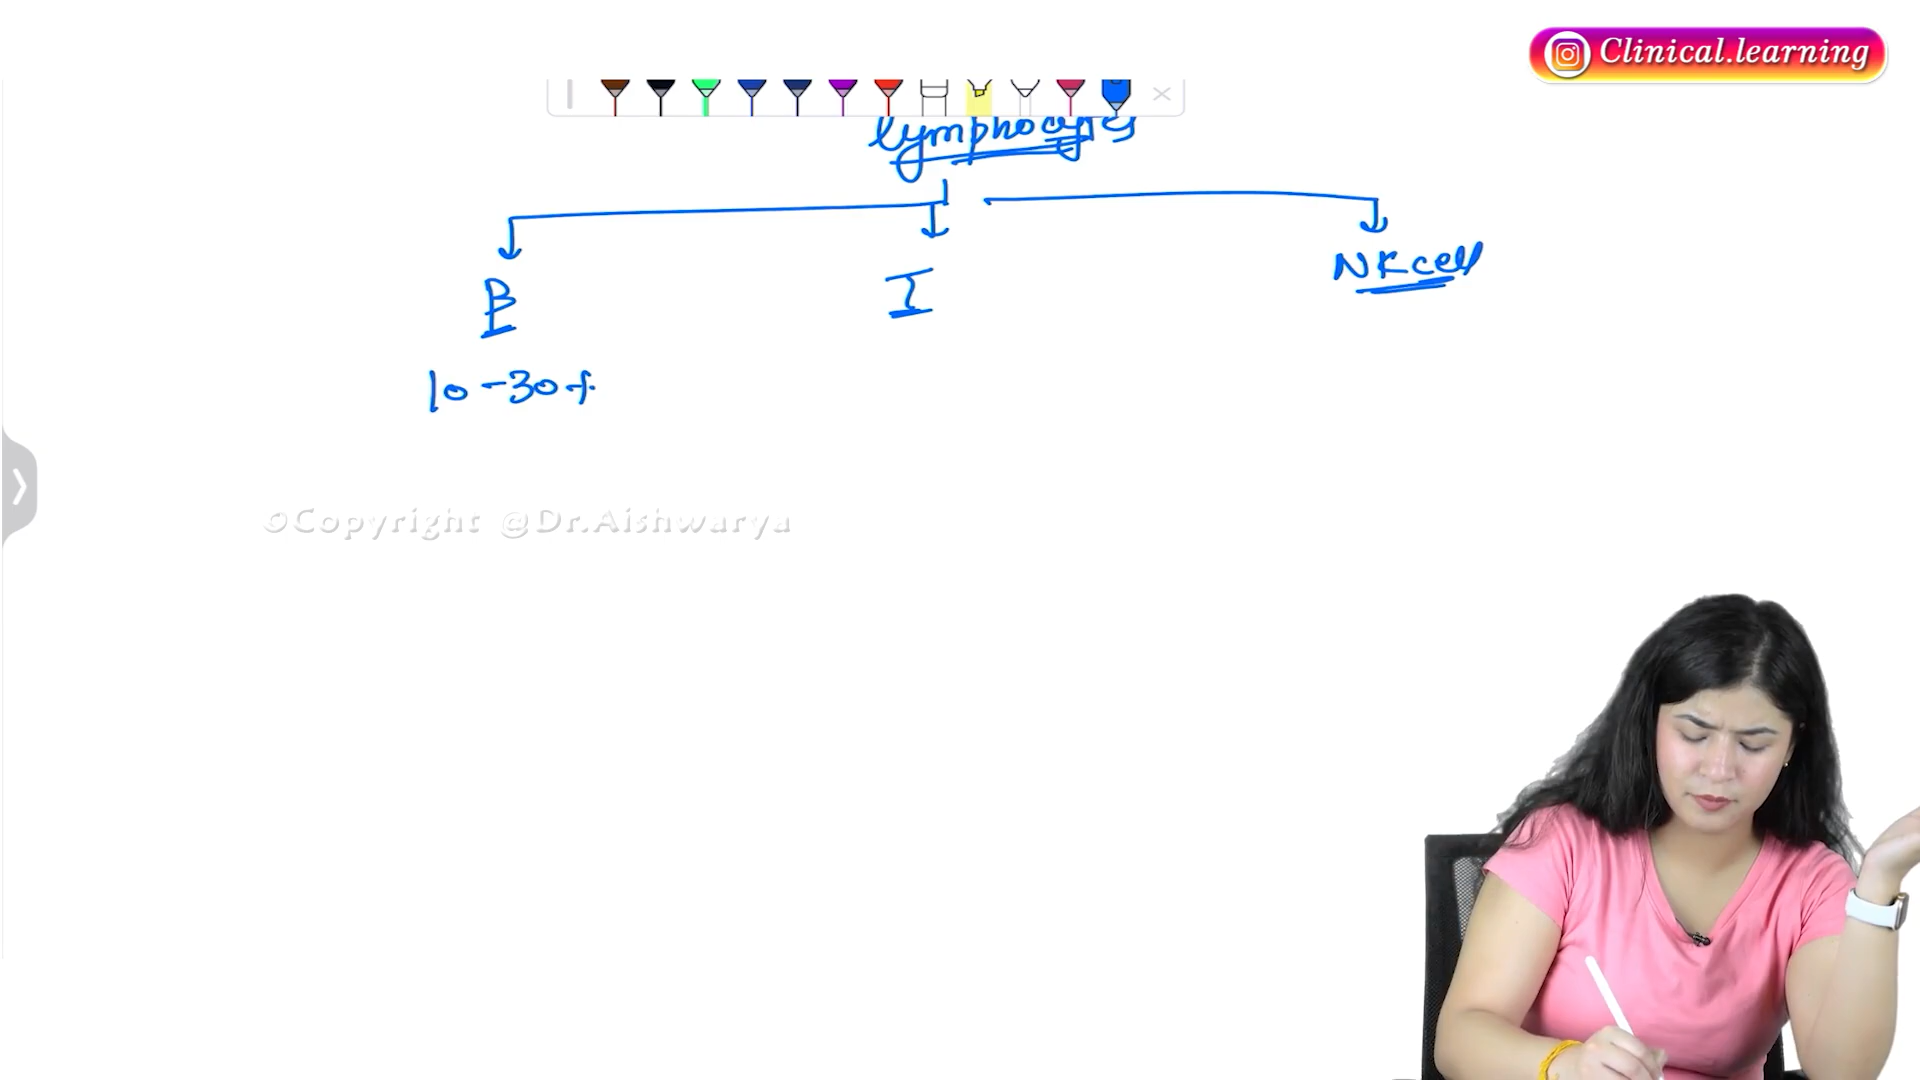 Clinical.learning
lymphocytes
B T NK cell
10-30%
©Copyright @Dr.Aishwarya